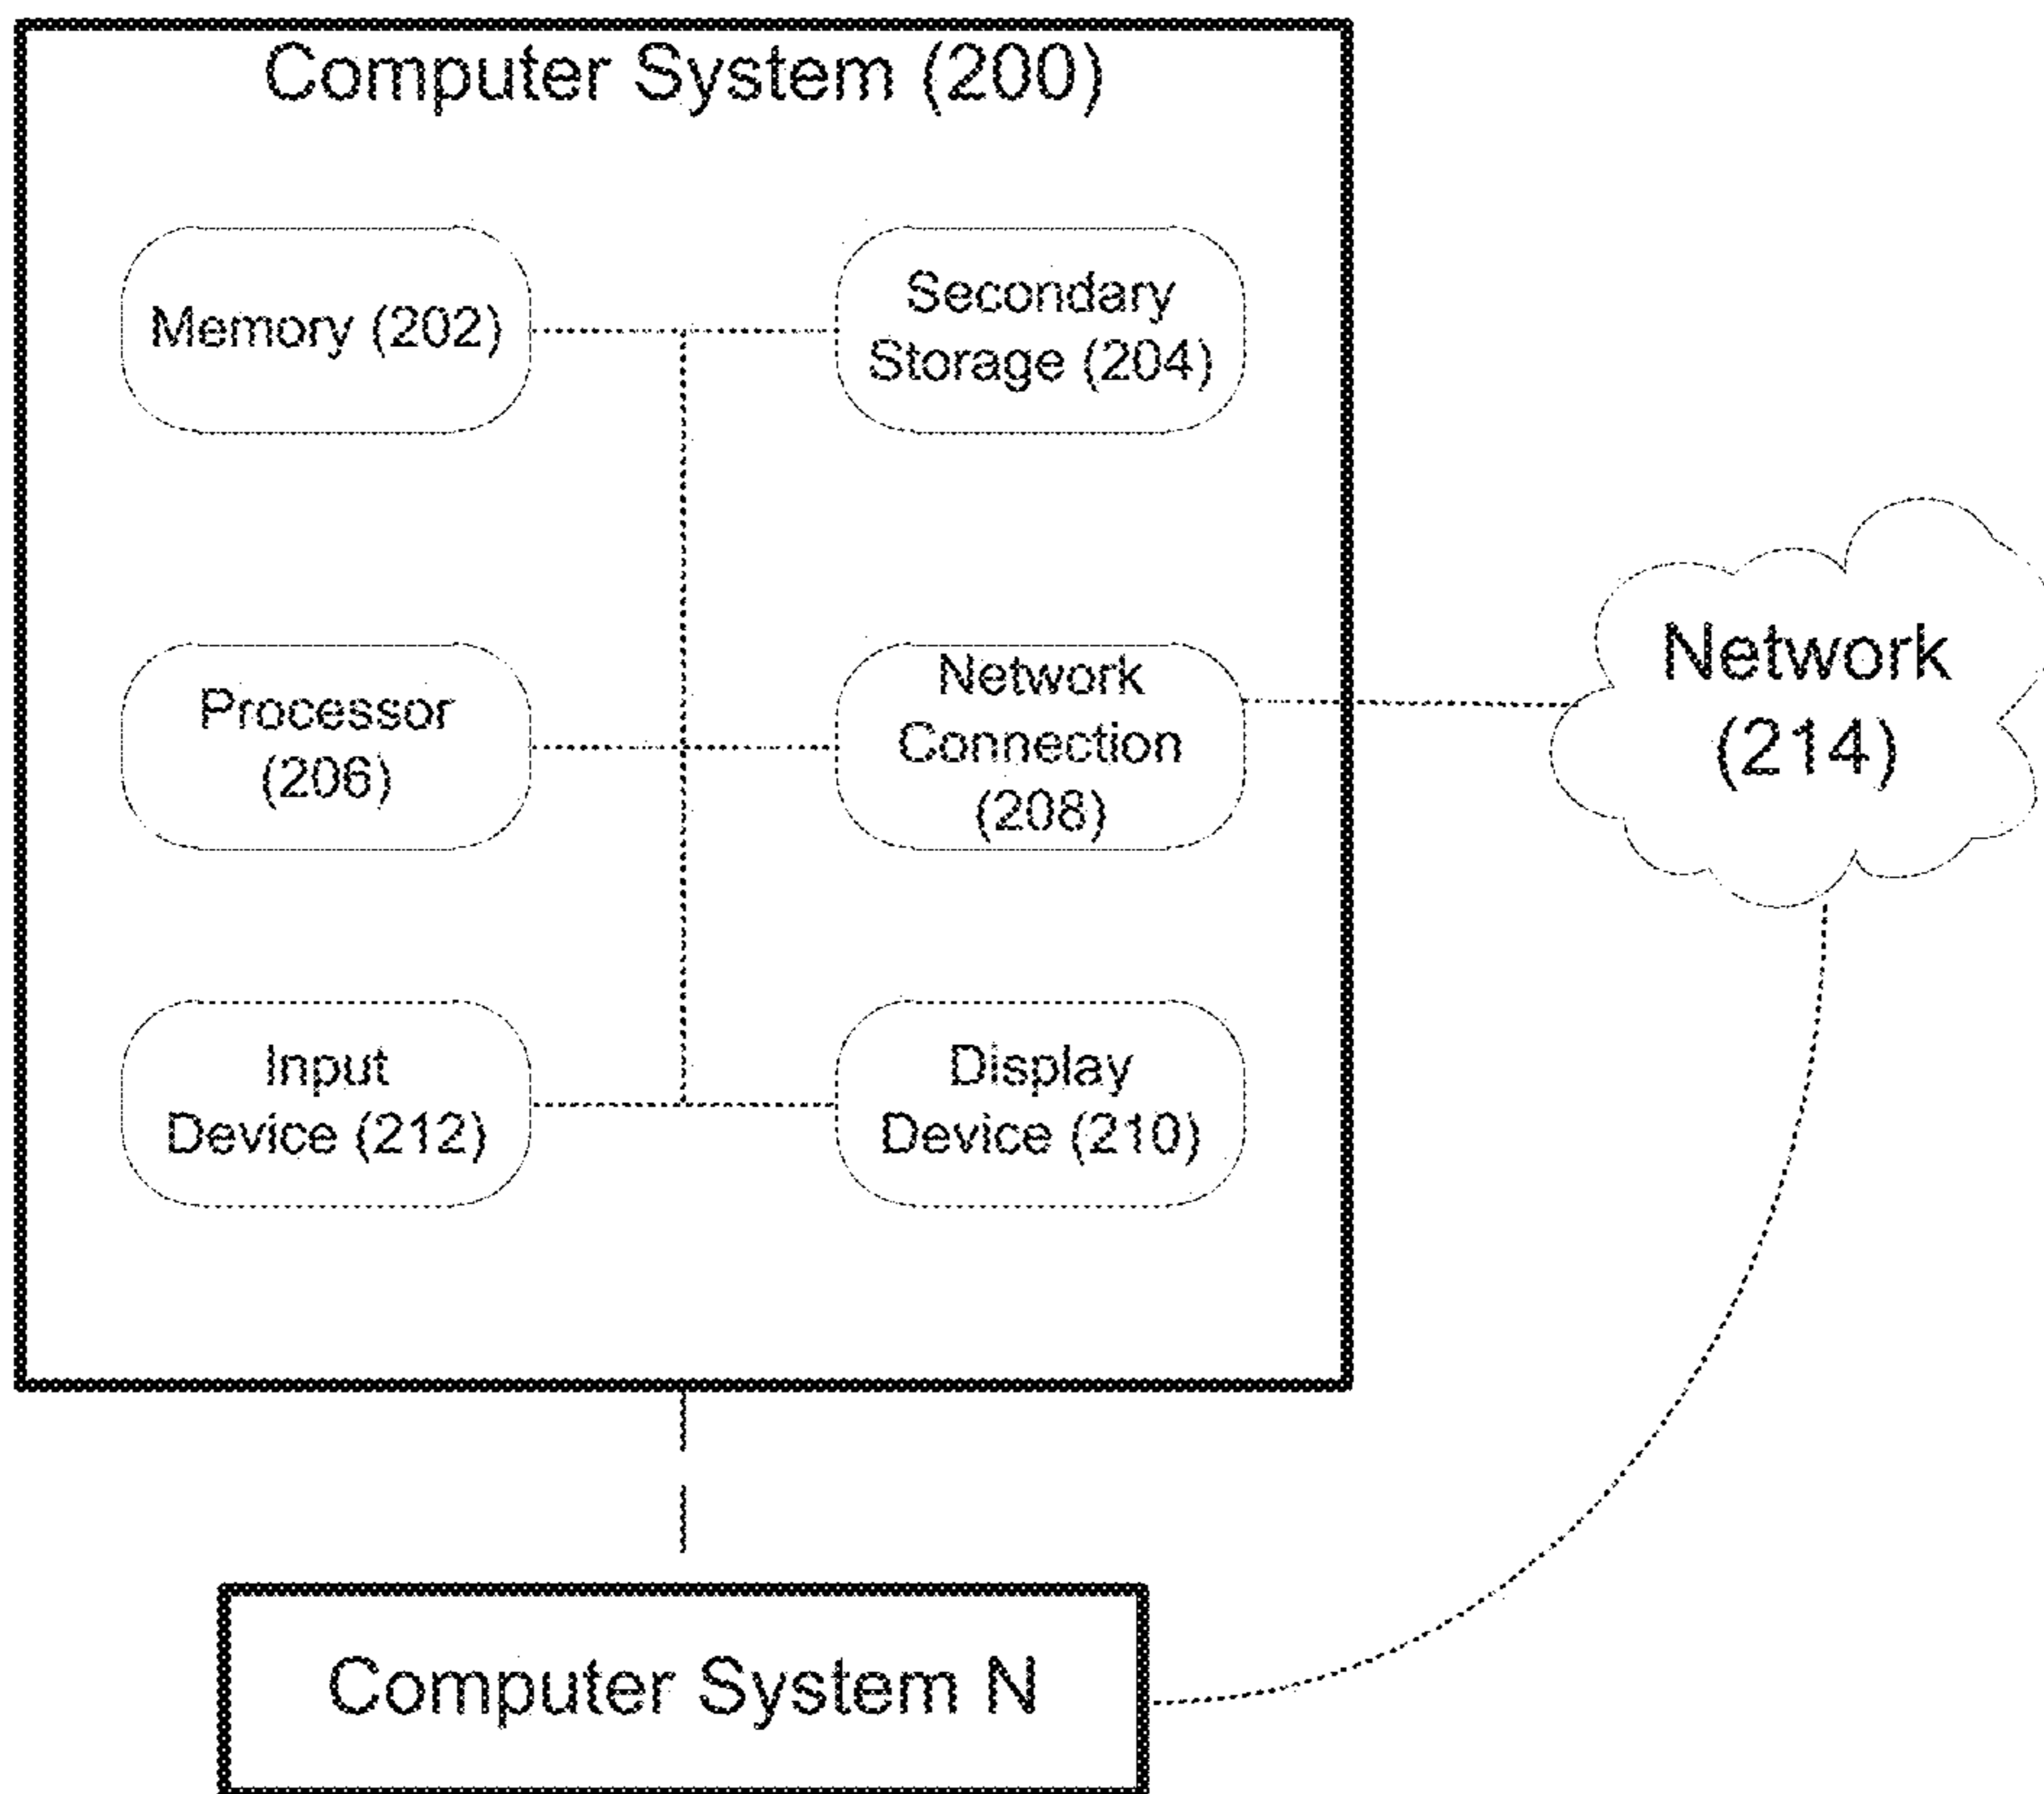 Computer System (200)
Memory (202)
Secondary
Storage (204)
Processor
(206)
Network
Connection
(208)
Network
(214)
Input
Device (212)
Display
Device (210)
Computer System N